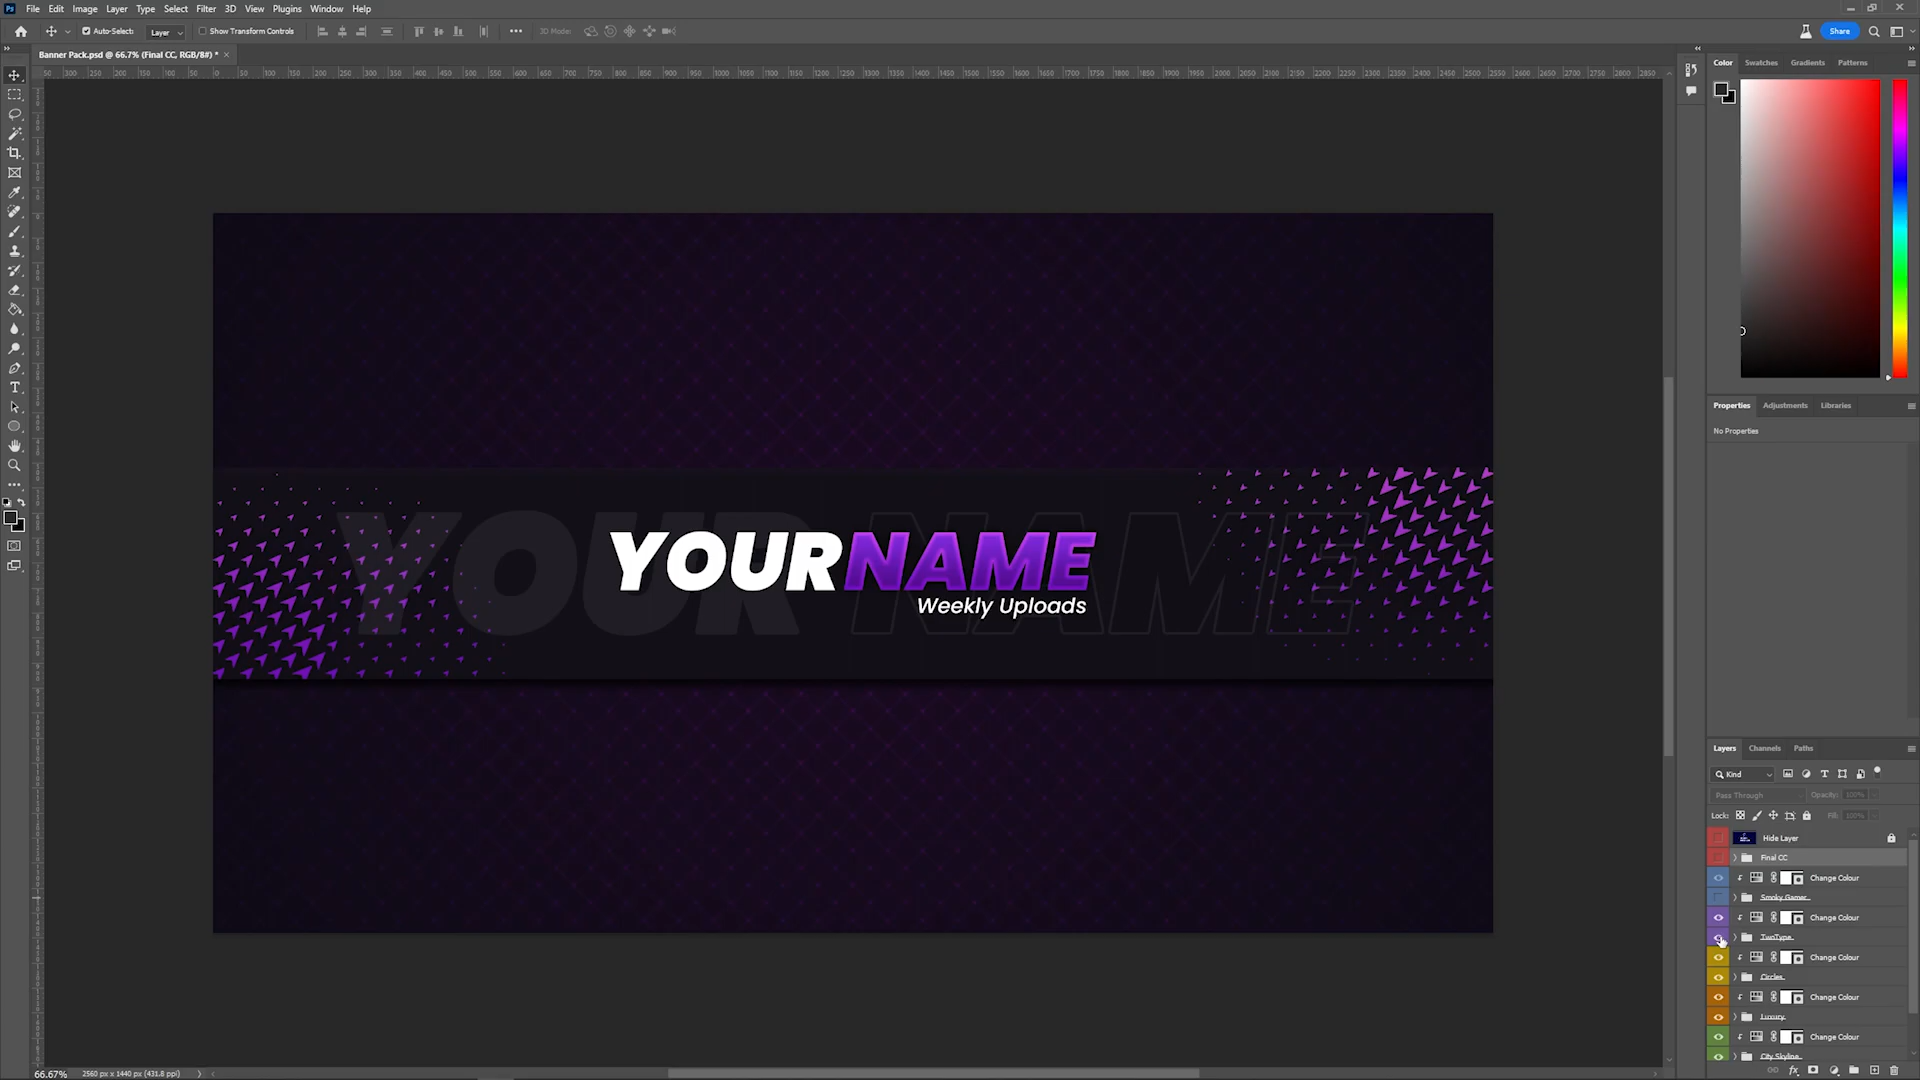 Ps File Edit Image Layer Type Select Filter 3D View Plugins Window Help
Auto-Select: Layer Show Transform Controls 3D Mode: Share
Banner Pack.psd @ 66.7% (Final CC, RGB/8#) *
Color Swatches Gradients Patterns
YOUR NAME
YOURNAME
Weekly Uploads
Properties Adjustments Libraries
No Properties
Layers Channels Paths
Kind
Pass Through Opacity: 100%
Lock: Fill: 100%
Hide Layer
Final CC
Change Colour
Smoky Gamer
Change Colour
TwoType
Change Colour
Circles
Change Colour
Luxury
Change Colour
City Skyline
66.67% 2560 px x 1440 px (431.8 ppi)